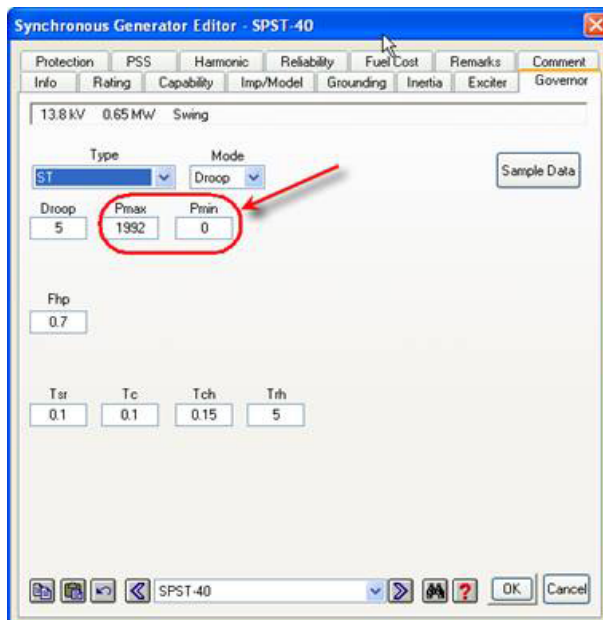 Synchronous Generator Editor - SPST-40
Protection PSS Harmonic Reliability Fuel Cost Remarks Comment
Info Rating Capability Imp/Model Grounding Inertia Exciter Governor
13.8 kV 0.65 MW Swing
Type Mode
ST Droop Sample Data
Droop Pmax Pmin
5 1992 0
Fhp
0.7
Tsr Tc Tch Trh
0.1 0.1 0.15 5
SPST-40 ? OK Cancel